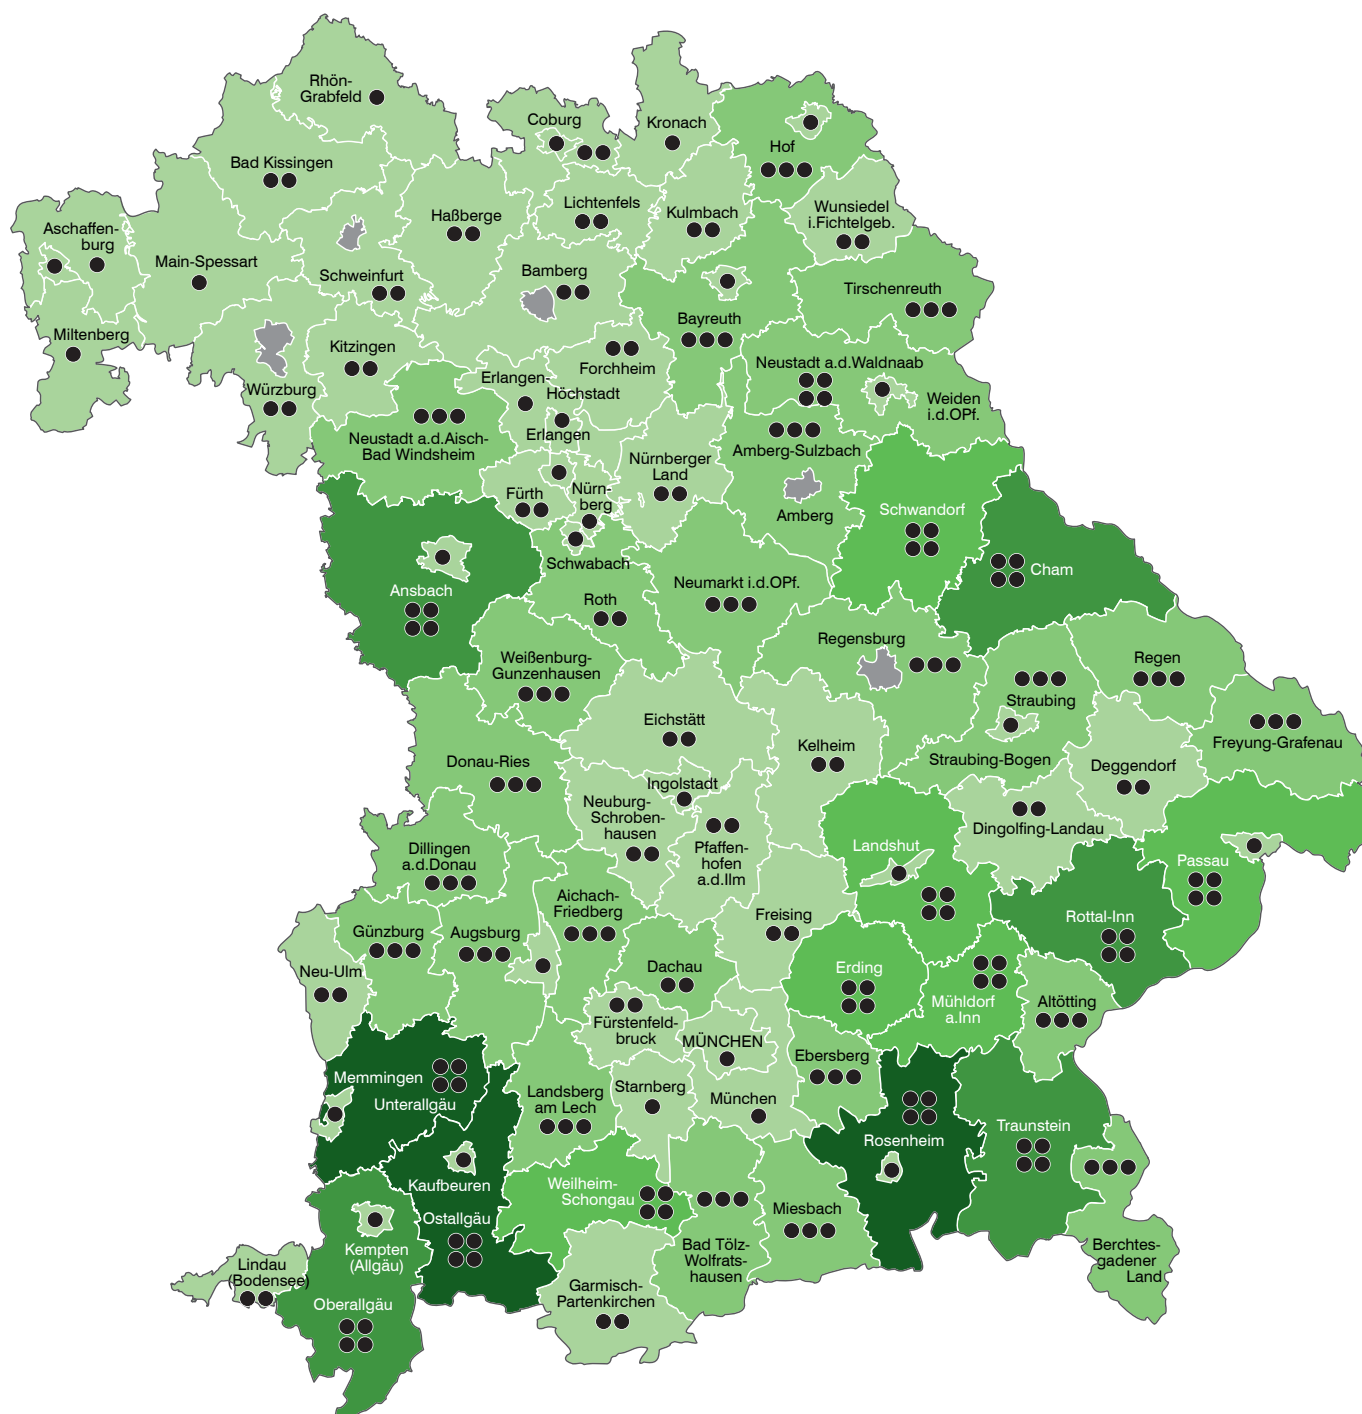 Rhön-
Grabfeld
Coburg
Kronach
Hof
Bad Kissingen
Haßberge
Lichtenfels
Kulmbach
Wunsiedel
i.Fichtelgeb.
Aschaffen-
burg
Main-Spessart
Schweinfurt
Bamberg
Tirschenreuth
Miltenberg
Kitzingen
Bayreuth
Forchheim
Neustadt a.d.Waldnaab
Würzburg
Erlangen-
Höchstadt
Weiden
i.d.OPf.
Erlangen
Neustadt a.d.Aisch-
Bad Windsheim
Amberg-Sulzbach
Nürnberger
Land
Fürth
Nürn-
berg
Amberg
Schwandorf
Schwabach
Cham
Ansbach
Roth
Neumarkt i.d.OPf.
Regensburg
Weißenburg-
Gunzenhausen
Regen
Straubing
Eichstätt
Kelheim
Freyung-Grafenau
Donau-Ries
Straubing-Bogen
Deggendorf
Ingolstadt
Neuburg-
Schroben-
hausen
Dingolfing-Landau
Dillingen
a.d.Donau
Pfaffen-
hofen
a.d.Ilm
Landshut
Passau
Aichach-
Friedberg
Freising
Rottal-Inn
Günzburg
Augsburg
Neu-Ulm
Dachau
Erding
Mühldorf
a.Inn
Altötting
Fürstenfeld-
bruck
MÜNCHEN
Ebersberg
Memmingen
Unterallgäu
Landsberg
am Lech
Starnberg
München
Rosenheim
Traunstein
Kaufbeuren
Weilheim-
Schongau
Ostallgäu
Miesbach
Kempten
(Allgäu)
Bad Tölz-
Wolfrats-
hausen
Berchtes-
gadener
Land
Lindau
(Bodensee)
Garmisch-
Partenkirchen
Oberallgäu